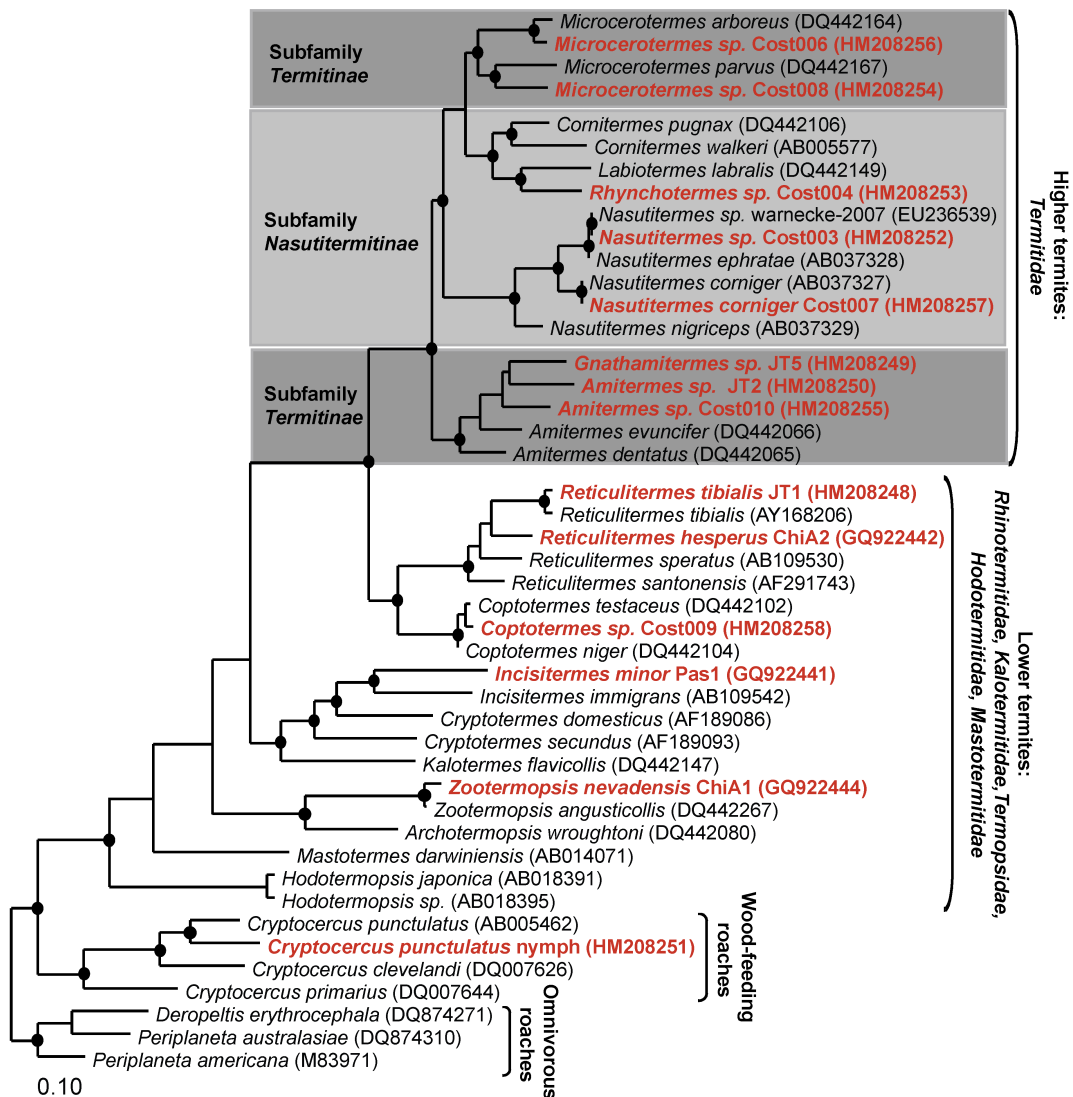 Subfamily
Termitinae
Microcerotermes arboreus (DQ442164)
Microcerotermes sp. Cost006 (HM208256)
Microcerotermes parvus (DQ442167)
Microcerotermes sp. Cost008 (HM208254)
Subfamily
Nasutitermitinae
Cornitermes pugnax (DQ442106)
Cornitermes walkeri (AB005577)
Labiotermes labralis (DQ442149)
Rhynchotermes sp. Cost004 (HM208253)
Nasutitermes sp. warnecke-2007 (EU236539)
Nasutitermes sp. Cost003 (HM208252)
Nasutitermes ephratae (AB037328)
Nasutitermes corniger (AB037327)
Nasutitermes corniger Cost007 (HM208257)
Nasutitermes nigriceps (AB037329)
Subfamily
Termitinae
Gnathamitermes sp. JT5 (HM208249)
Amitermes sp. JT2 (HM208250)
Amitermes sp. Cost010 (HM208255)
Amitermes evuncifer (DQ442066)
Amitermes dentatus (DQ442065)
Higher termites:
Termitidae
Reticulitermes tibialis JT1 (HM208248)
Reticulitermes tibialis (AY168206)
Reticulitermes hesperus ChiA2 (GQ922442)
Reticulitermes speratus (AB109530)
Reticulitermes santonensis (AF291743)
Coptotermes testaceus (DQ442102)
Coptotermes sp. Cost009 (HM208258)
Coptotermes niger (DQ442104)
Incisitermes minor Pas1 (GQ922441)
Incisitermes immigrans (AB109542)
Cryptotermes domesticus (AF189086)
Cryptotermes secundus (AF189093)
Kalotermes flavicollis (DQ442147)
Zootermopsis nevadensis ChiA1 (GQ922444)
Zootermopsis angusticollis (DQ442267)
Archotermopsis wroughtoni (DQ442080)
Mastotermes darwiniensis (AB014071)
Hodotermopsis japonica (AB018391)
Hodotermopsis sp. (AB018395)
Lower termites:
Rhinotermitidae, Kalotermitidae,Termopsidae,
Hodotermitidae, Mastotermitidae
Cryptocercus punctulatus (AB005462)
Cryptocercus punctulatus nymph (HM208251)
Cryptocercus clevelandi (DQ007626)
Cryptocercus primarius (DQ007644)
Wood-feeding
roaches
Deropeltis erythrocephala (DQ874271)
Periplaneta australasiae (DQ874310)
Periplaneta americana (M83971)
Omnivorous
roaches
0.10